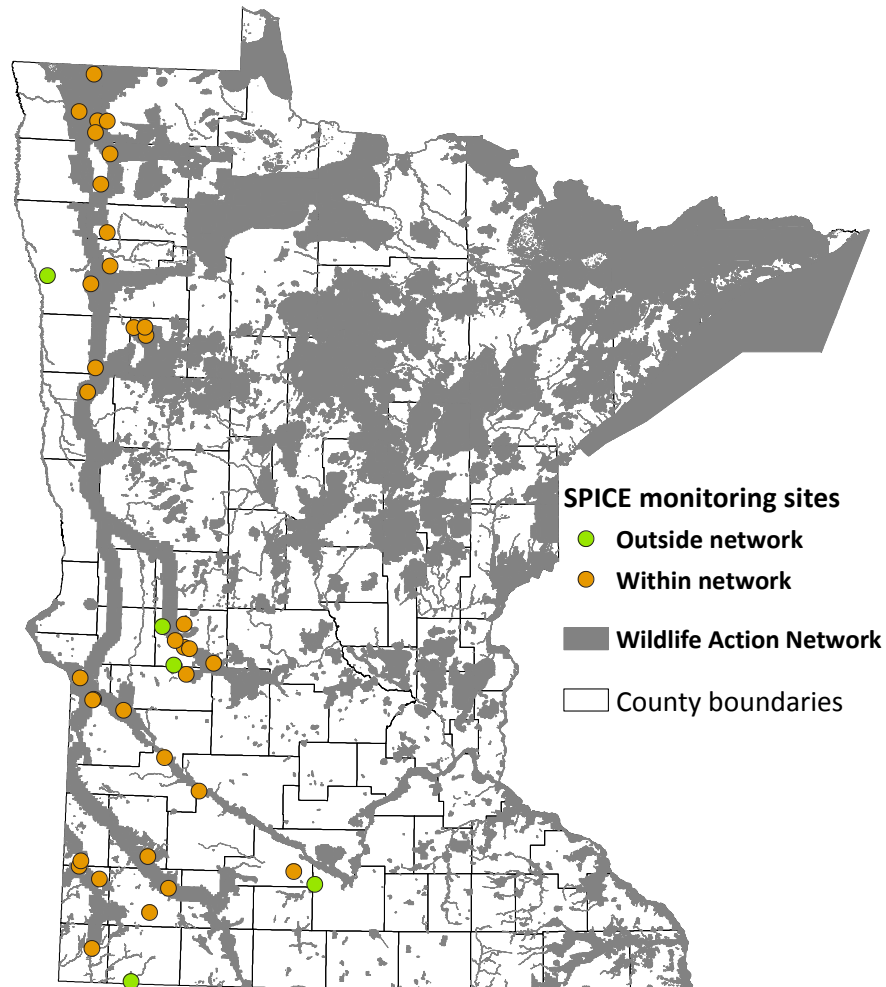 SPICE monitoring sites
Outside network
Within network
Wildlife Action Network
County boundaries